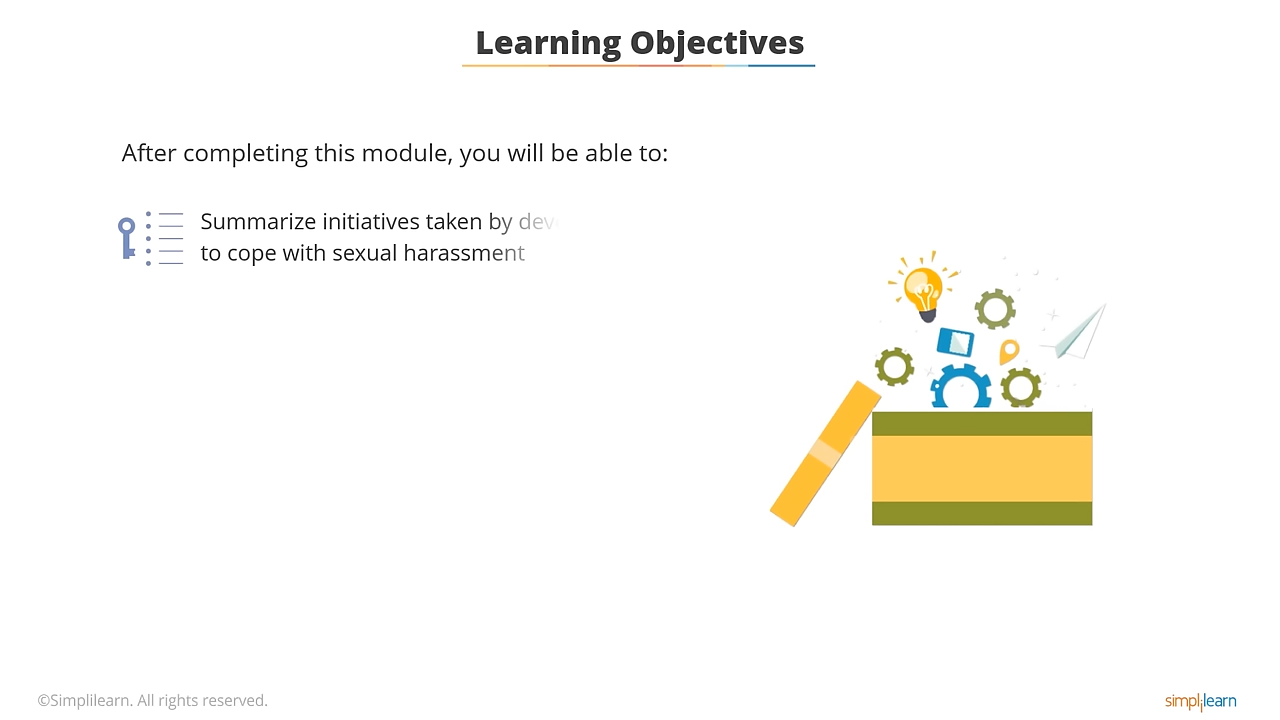 Learning Objectives
After completing this module, you will be able to:
Summarize initiatives taken by
to cope with sexual harassment
©Simplilearn. All rights reserved.
simplilearn